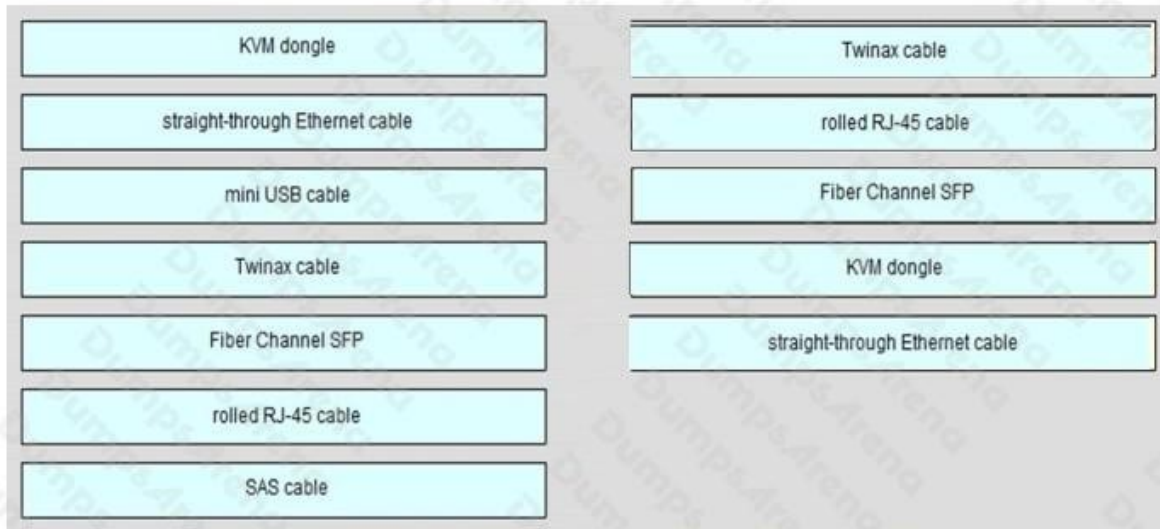 KVM dongle
straight-through Ethernet cable
mini USB cable
Twinax cable
Fiber Channel SFP
rolled RJ-45 cable
SAS cable
Twinax cable
rolled RJ-45 cable
Fiber Channel SFP
KVM dongle
straight-through Ethernet cable
DumpsArena